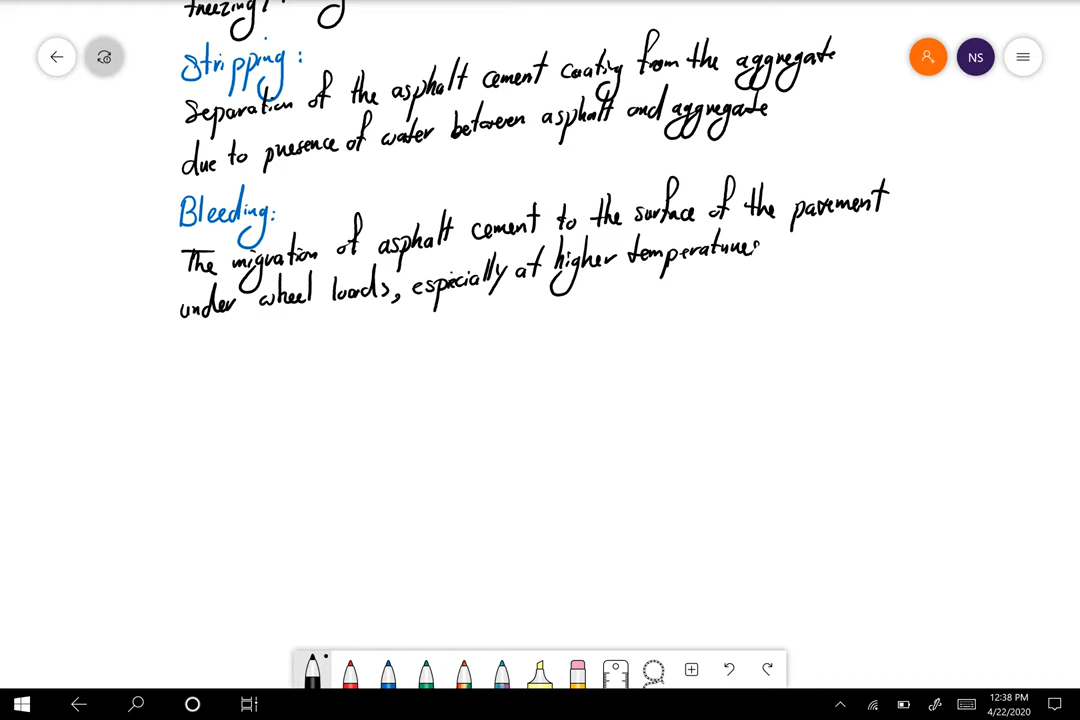 freezing!
Stripping:
NS
Separation of the asphalt cement coating from the aggregate
due to presence of water between asphalt and aggregate
Bleeding:
The migration of asphalt cement to the surface of the pavement
under wheel loads, especially at higher temperatures
12:38 PM
4/22/2020